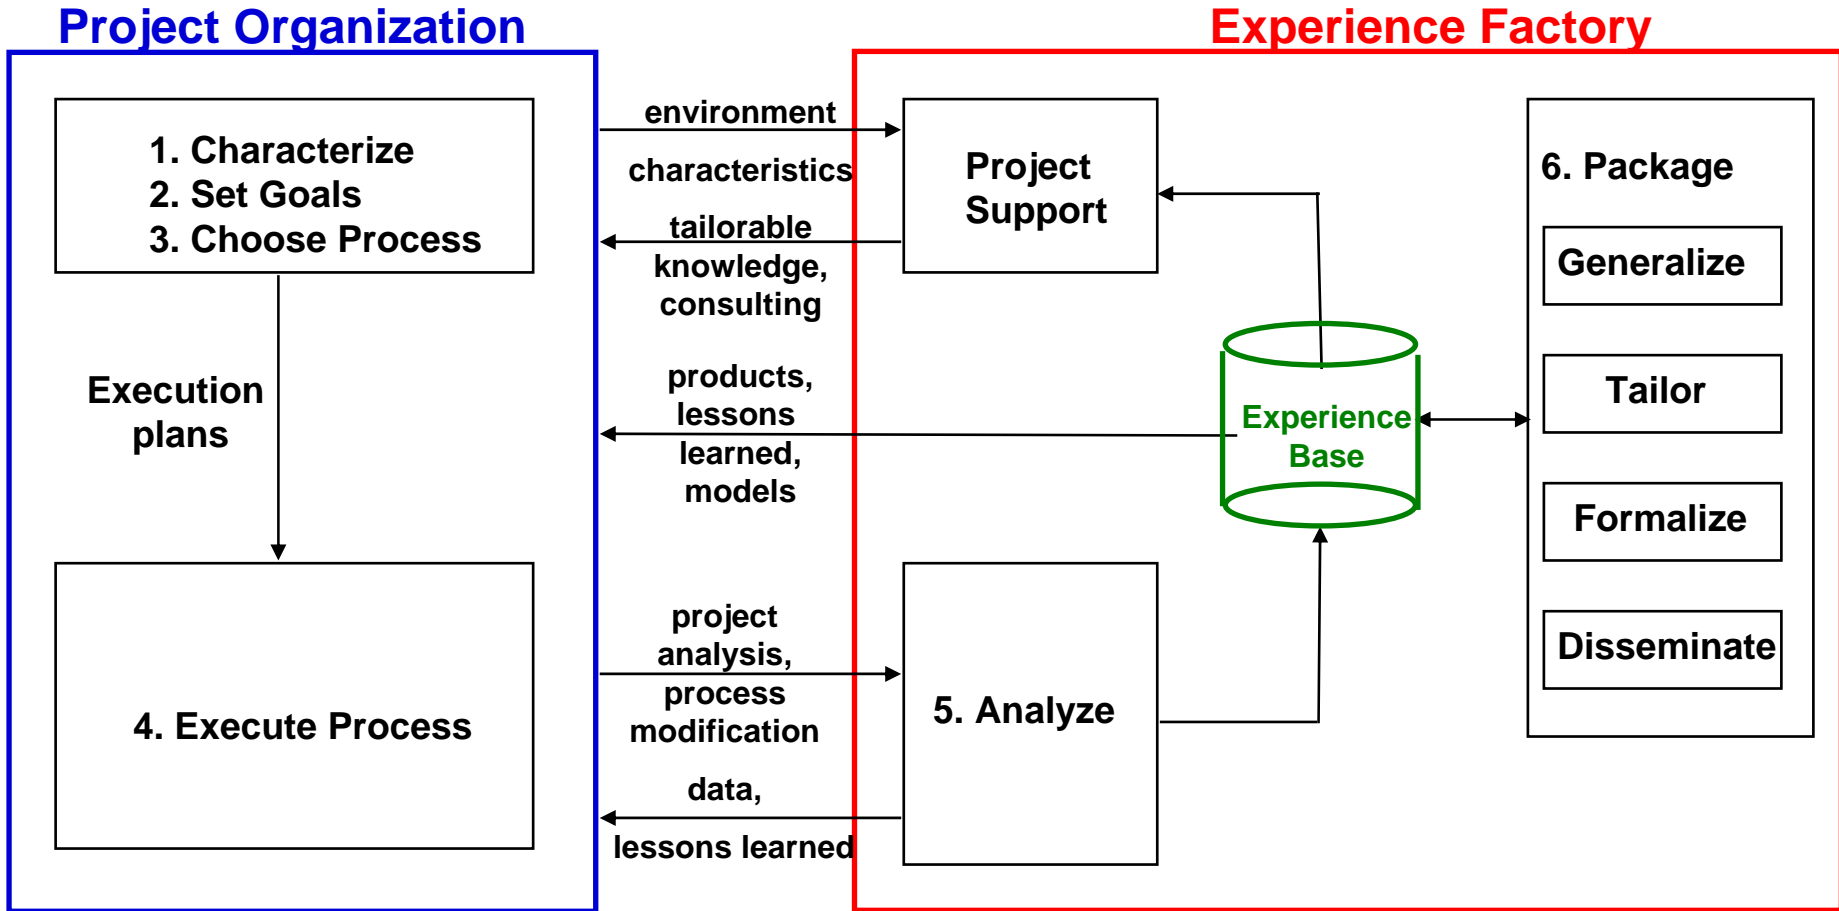 Project Organization
Experience Factory
1. Characterize
2. Set Goals
3. Choose Process
Execution
plans
4. Execute Process
environment
characteristics
tailorable
knowledge,
consulting
products,
lessons
learned,
models
project
analysis,
process
modification
data,
lessons learned
Project
Support
5. Analyze
Experience
Base
6. Package
Generalize
Tailor
Formalize
Disseminate